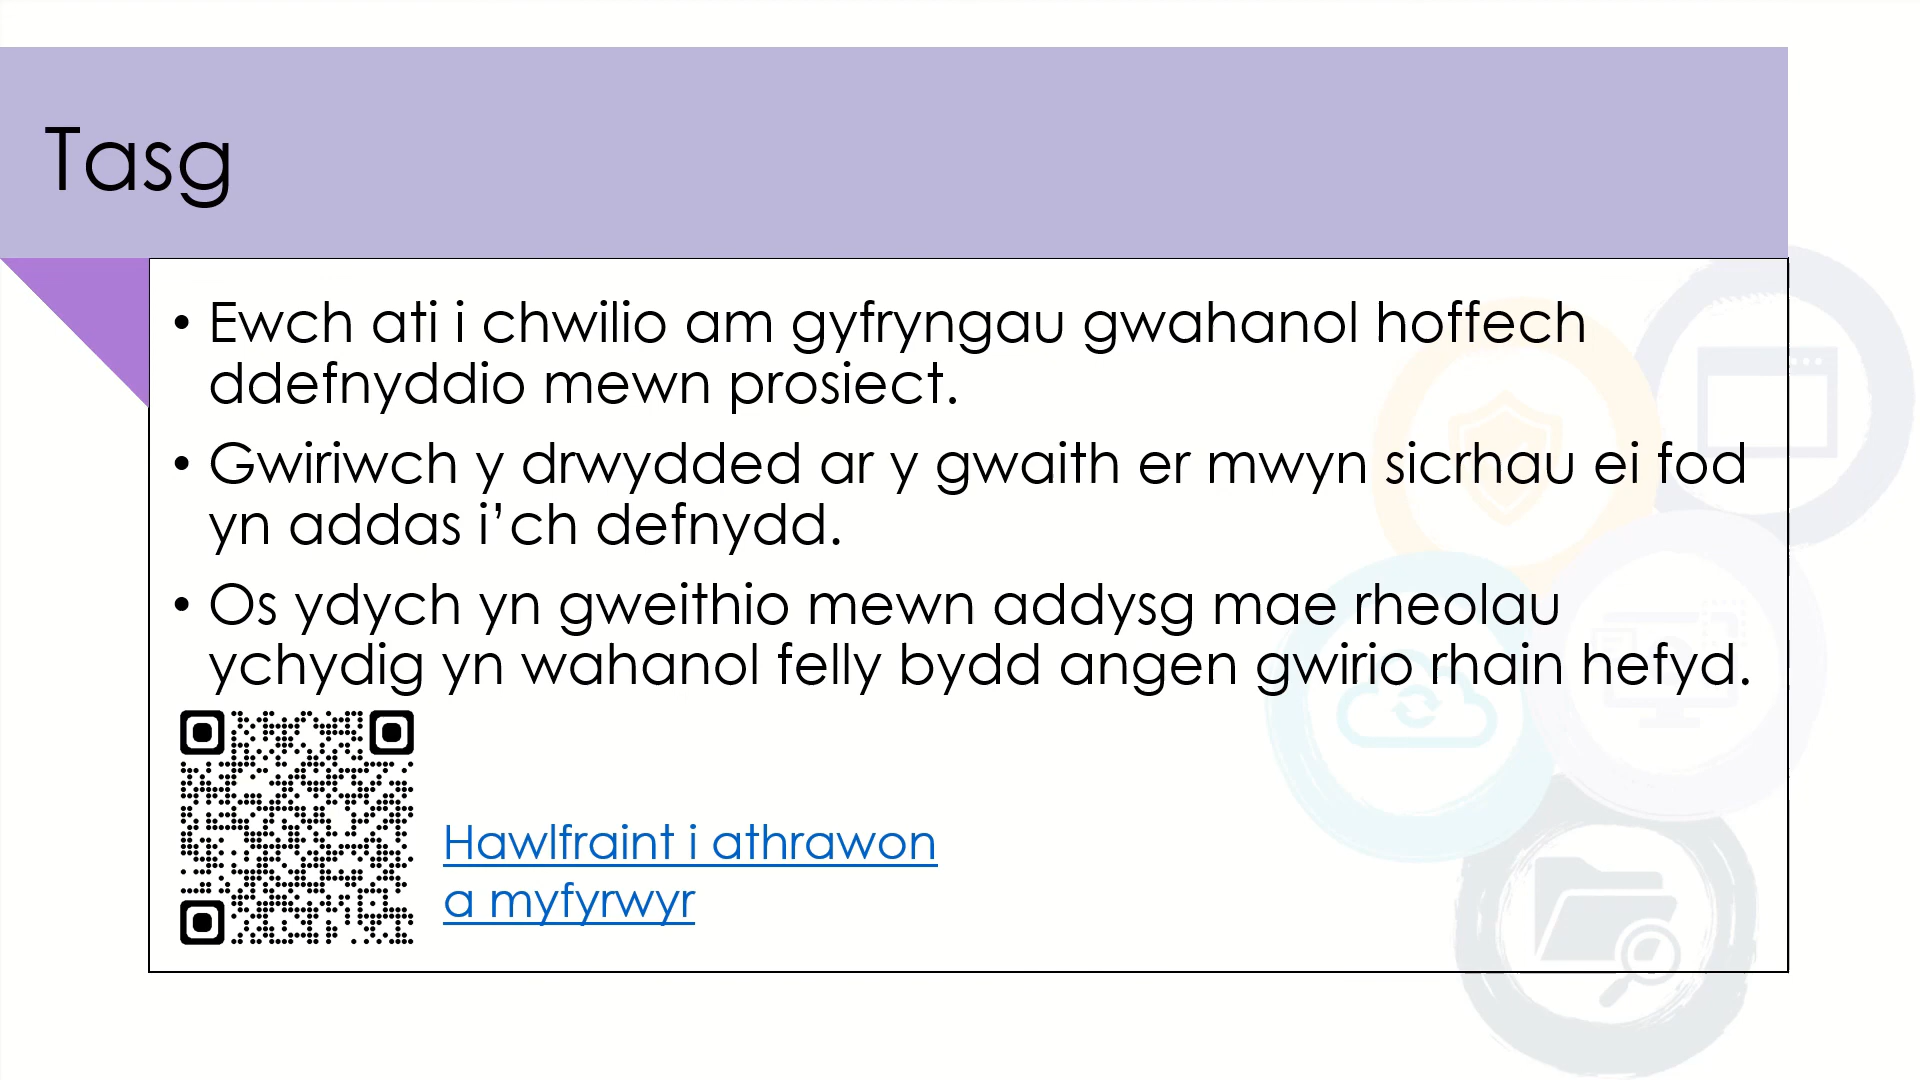 Tasg
• Ewch ati i chwilio am gyfryngau gwahanol hoffech
ddefnyddio mewn prosiect.
• Gwiriwch y drwydded ar y gwaith er mwyn sicrhau ei fod
yn addas i’ch defnydd.
• Os ydych yn gweithio mewn addysg mae rheolau
ychydig yn wahanol felly bydd angen gwirio rhain hefyd.
Hawlfraint i athrawon
a myfyrwyr